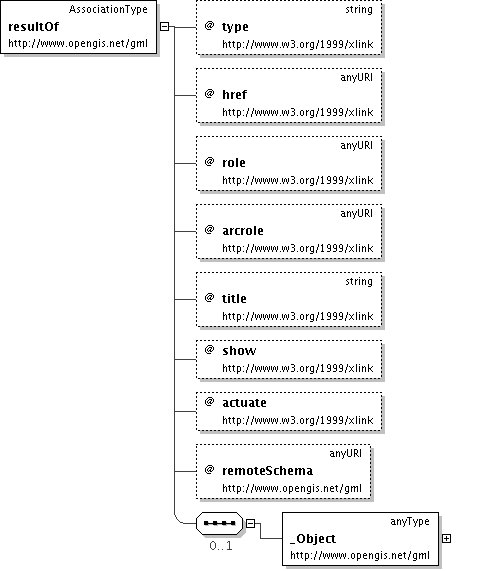 AssociationType
resultOf
http://www.opengis.net/gml
string
@ type
http://www.w3.org/1999/xlink
anyURI
@ href
http://www.w3.org/1999/xlink
anyURI
@ role
http://www.w3.org/1999/xlink
anyURI
@ arcrole
http://www.w3.org/1999/xlink
string
@ title
http://www.w3.org/1999/xlink
@ show
http://www.w3.org/1999/xlink
@ actuate
http://www.w3.org/1999/xlink
anyURI
@ remoteSchema
http://www.opengis.net/gml
0..1
anyType
_Object
http://www.opengis.net/gml